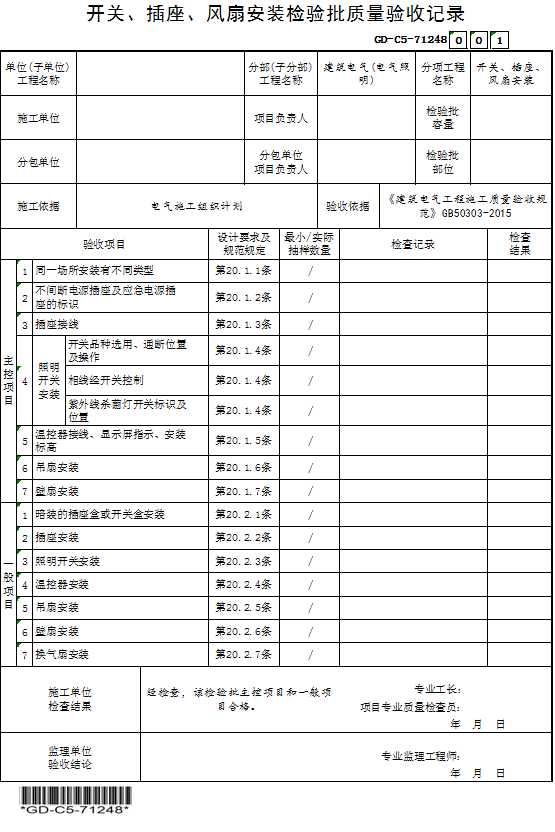 开关、插座、风扇安装检验批质量验收记录
GD-C5-71248 0 0 1
单位(子单位) 分部(子分部) 建筑电气(电气照 分项工程 开关、插座、
工程名称 工程名称 明) 名称 风扇安装
施工单位 项目负责人 检验批
容量
分包单位 分包单位 检验批
项目负责人 部位
施工依据 电气施工组织计划 验收依据 《建筑电气工程施工质量验收规
范》GB50303-2015
验收项目 设计要求及 最小/实际 检查记录 检查
规范规定 抽样数量 结果
主控项目
1 同一场所安装有不同类型 第20.1.1条 /
2 不间断电源插座及应急电源插 第20.1.2条 /
座的标识
3 插座接线 第20.1.3条 /
4 照明开关安装 开关品种选用、通断位置 第20.1.4条 /
及操作
相线经开关控制 第20.1.4条 /
紫外线杀菌灯开关标识及 第20.1.4条 /
位置
5 温控器接线、显示屏指示、安装 第20.1.5条 /
标高
6 吊扇安装 第20.1.6条 /
7 壁扇安装 第20.1.7条 /
一般项目
1 暗装的插座盒或开关盒安装 第20.2.1条 /
2 插座安装 第20.2.2条 /
3 照明开关安装 第20.2.3条 /
4 温控器安装 第20.2.4条 /
5 吊扇安装 第20.2.5条 /
6 壁扇安装 第20.2.6条 /
7 换气扇安装 第20.2.7条 /
施工单位
检查结果
经检查，该检验批主控项目和一般项
目合格。
专业工长：
项目专业质量检查员：
年 月 日
监理单位
验收结论
专业监理工程师：
年 月 日
*GD-C5-71248*